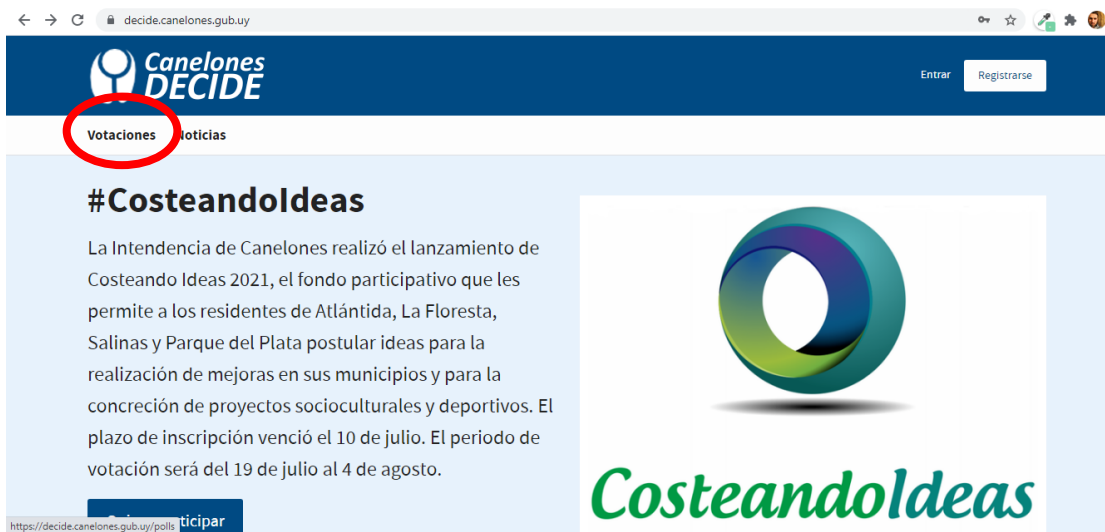 decide.canelones.gub.uy
Canelones
DECIDE
Entrar
Registrarse
Votaciones
Noticias
#CosteandoIdeas
La Intendencia de Canelones realizó el lanzamiento de
Costeando Ideas 2021, el fondo participativo que les
permite a los residentes de Atlántida, La Floresta,
Salinas y Parque del Plata postular ideas para la
realización de mejoras en sus municipios y para la
concreción de proyectos socioculturales y deportivos. El
plazo de inscripción venció el 10 de julio. El periodo de
votación será del 19 de julio al 4 de agosto.
CosteandoIdeas
https://decide.canelones.gub.uy/polls